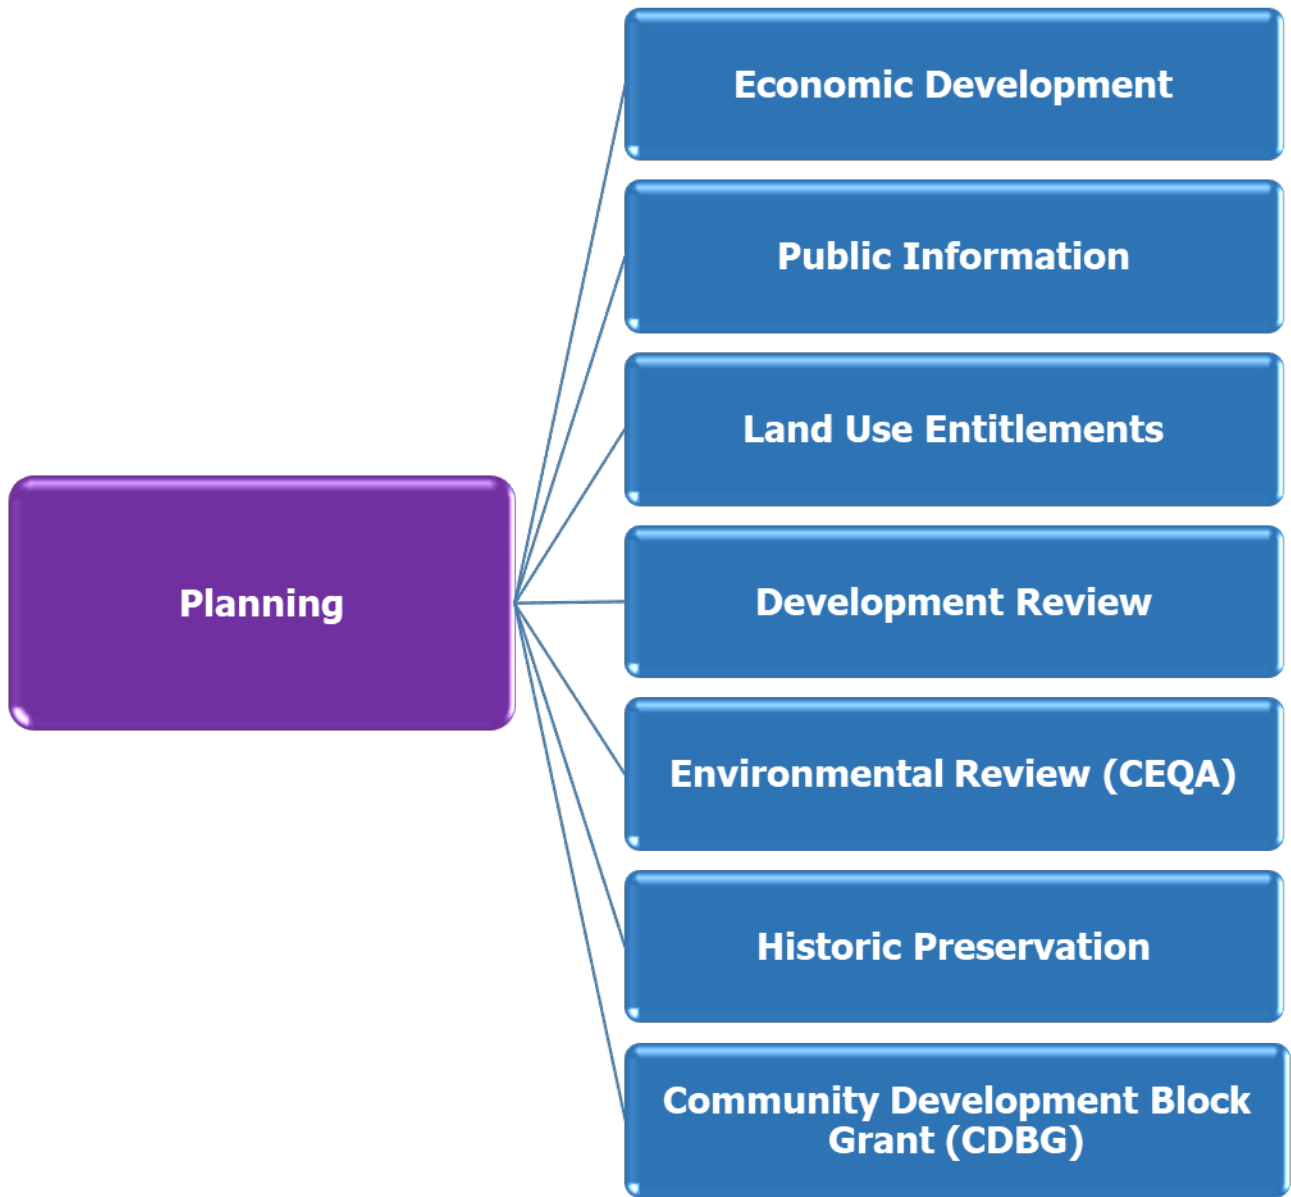 Planning
Economic Development
Public Information
Land Use Entitlements
Development Review
Environmental Review (CEQA)
Historic Preservation
Community Development Block
Grant (CDBG)